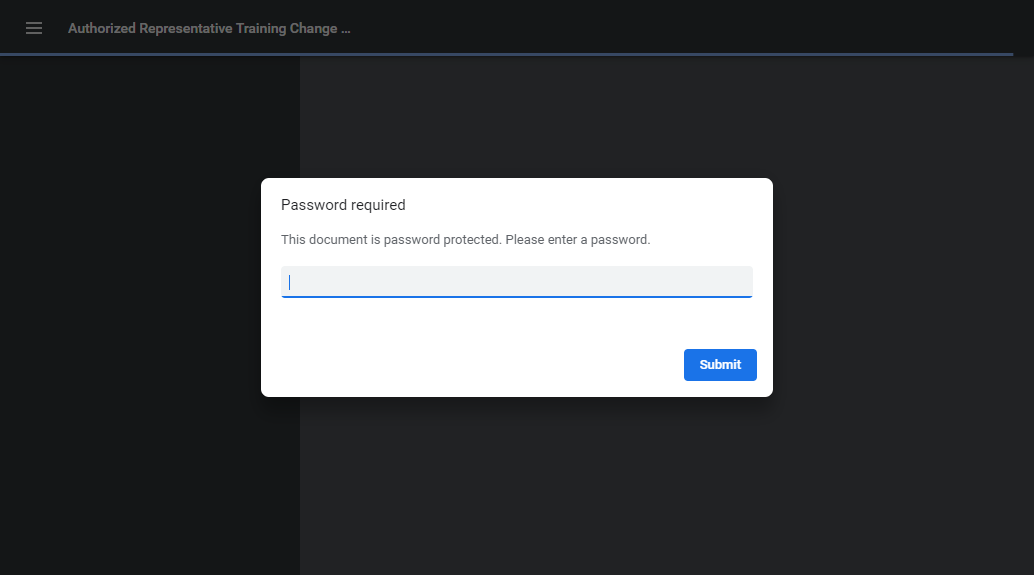 Authorized Representative Training Change ...
Password required
This document is password protected. Please enter a password.
Submit